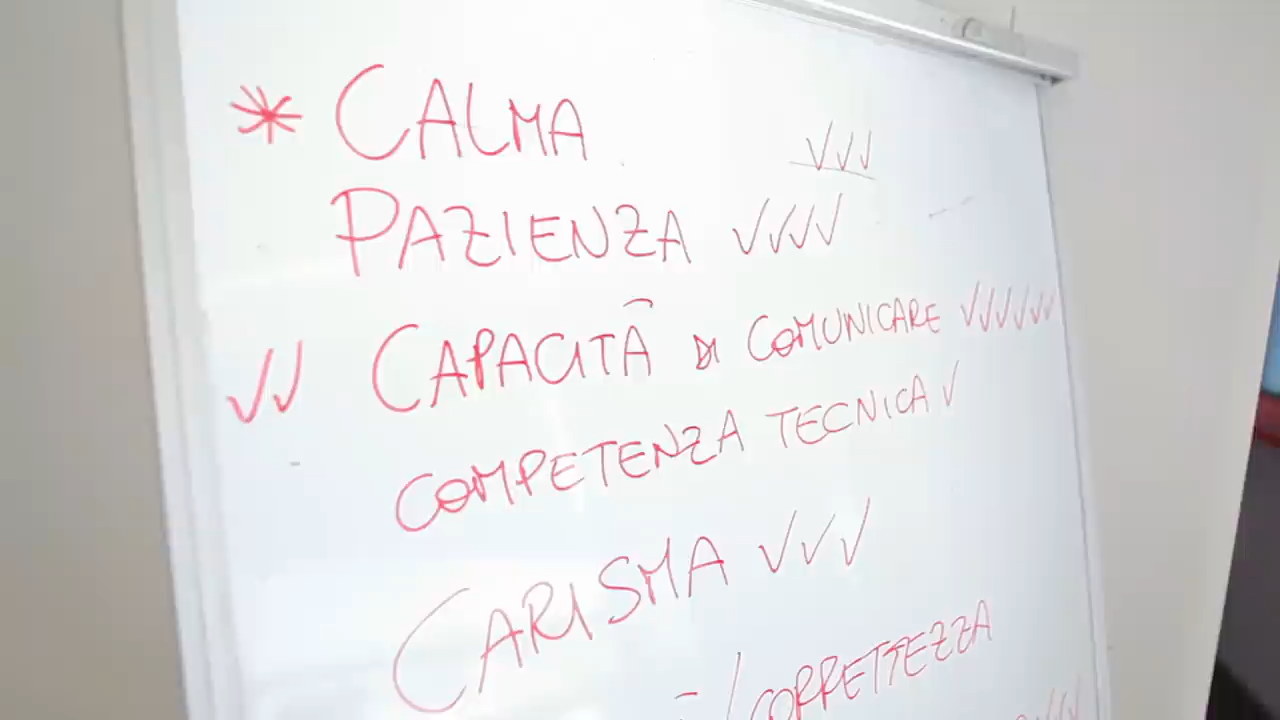 * CALMA
√√√
PAZIENZA √√√√
√√ CAPACITÀ DI COMUNICARE √√√√√√
COMPETENZA TECNICA √
CARISMA √√√
/CORRETTEZZA